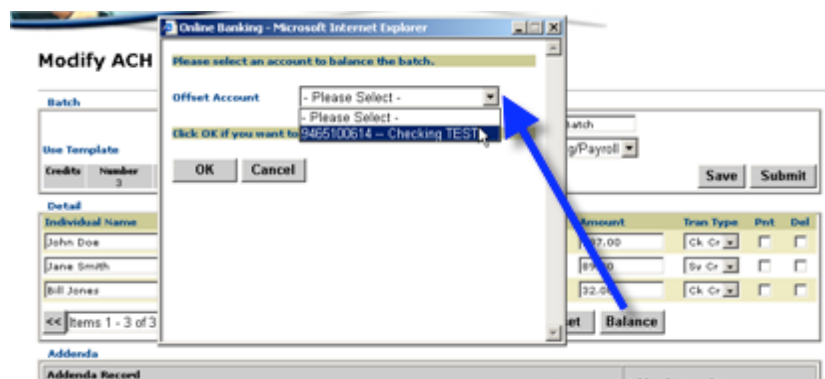 Online Banking - Microsoft Internet Explorer
Modify ACH
Please select an account to balance the batch.
Batch
Offset Account
- Please Select -
- Please Select -
9465100614 -- Checking TEST
Click OK if you want to
Use Template
g/Payroll
OK
Cancel
Credits
Number
3
Save
Submit
Detail
Individual Name
Amount
Tran Type
Pnt
Del
John Doe
Ck Cr
Jane Smith
Sv Cr
Bill Jones
Ck Cr
<< Items 1 - 3 of 3
et
Balance
Addenda
Addenda Record